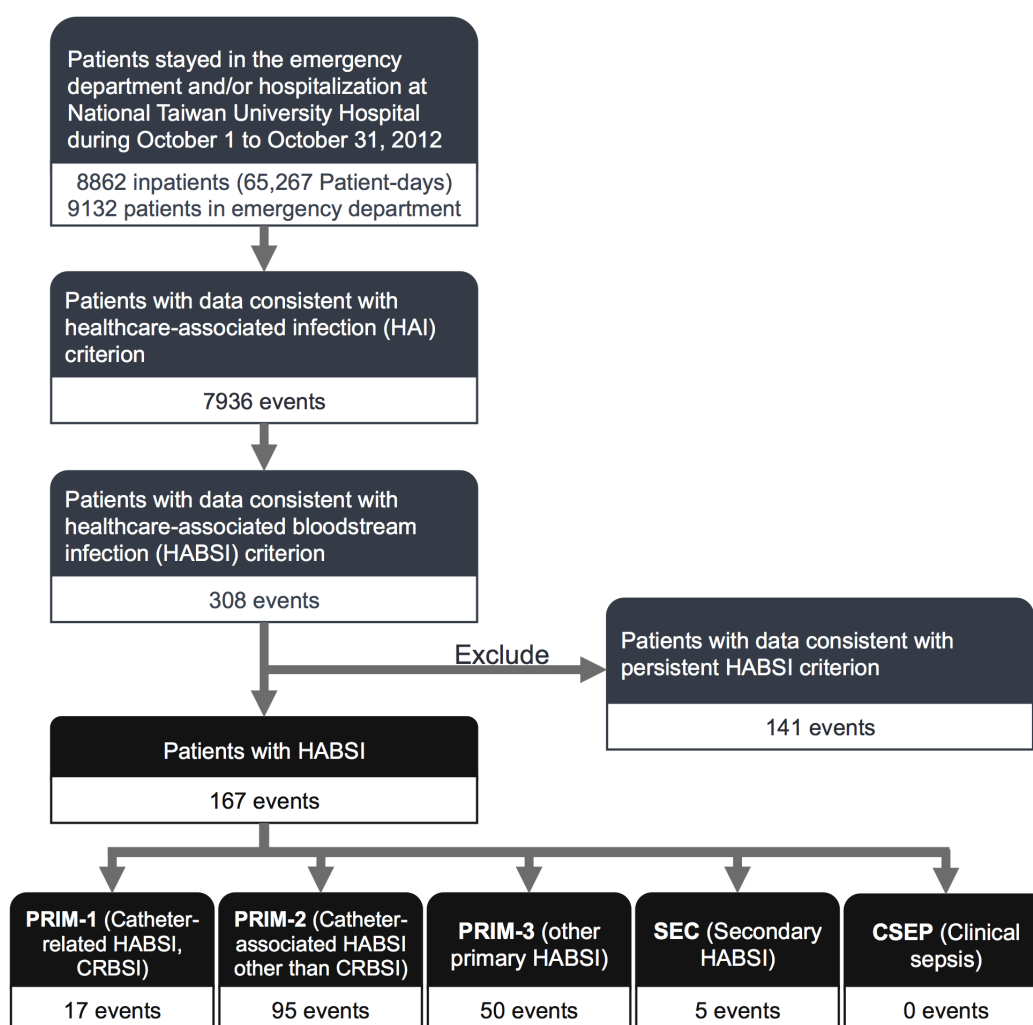 Patients stayed in the emergency
department and/or hospitalization at
National Taiwan University Hospital
during October 1 to October 31, 2012
8862 inpatients (65,267 Patient-days)
9132 patients in emergency department
Patients with data consistent with
healthcare-associated infection (HAI)
criterion
7936 events
Patients with data consistent with
healthcare-associated bloodstream
infection (HABSI) criterion
308 events
Exclude
Patients with data consistent with
persistent HABSI criterion
141 events
Patients with HABSI
167 events
PRIM-1 (Catheter-
related HABSI,
CRBSI)
17 events
PRIM-2 (Catheter-
associated HABSI
other than CRBSI)
95 events
PRIM-3 (other
primary HABSI)
50 events
SEC (Secondary
HABSI)
5 events
CSEP (Clinical
sepsis)
0 events